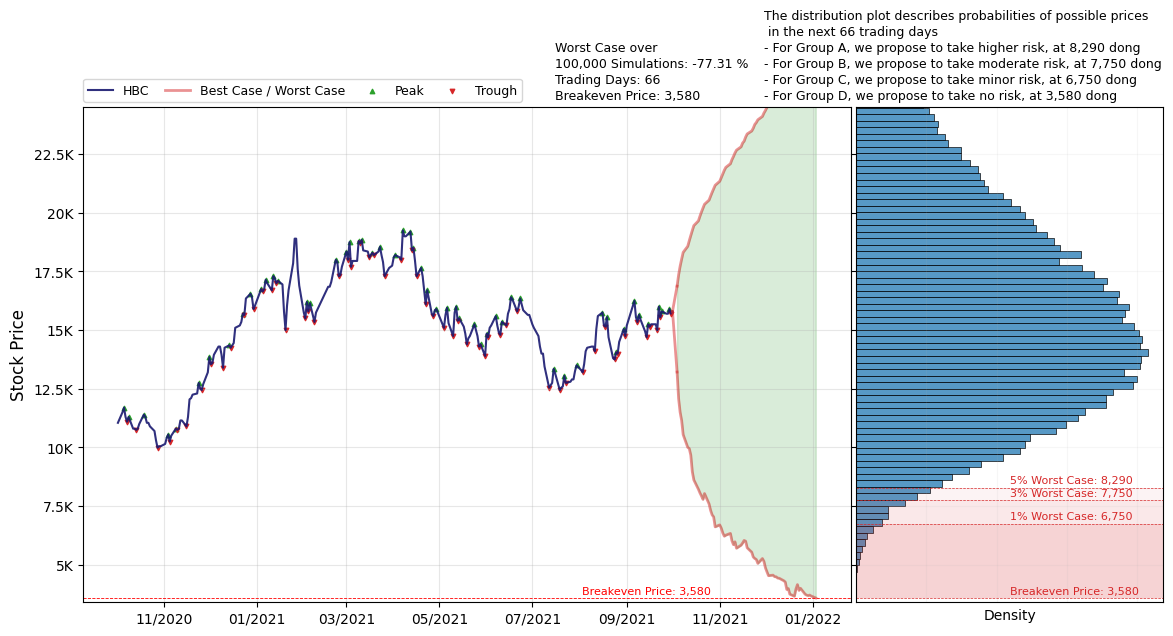 The distribution plot describes probabilities of possible prices
in the next 66 trading days
- For Group A, we propose to take higher risk, at 8,290 dong
- For Group B, we propose to take moderate risk, at 7,750 dong
- For Group C, we propose to take minor risk, at 6,750 dong
- For Group D, we propose to take no risk, at 3,580 dong
Worst Case over
100,000 Simulations: -77.31 %
Trading Days: 66
Breakeven Price: 3,580
HBC
Best Case / Worst Case
Peak
Trough
Stock Price
22.5K
20K
17.5K
15K
12.5K
10K
7.5K
5K
Breakeven Price: 3,580
11/2020
01/2021
03/2021
05/2021
07/2021
09/2021
11/2021
01/2022
5% Worst Case: 8,290
3% Worst Case: 7,750
1% Worst Case: 6,750
Breakeven Price: 3,580
Density